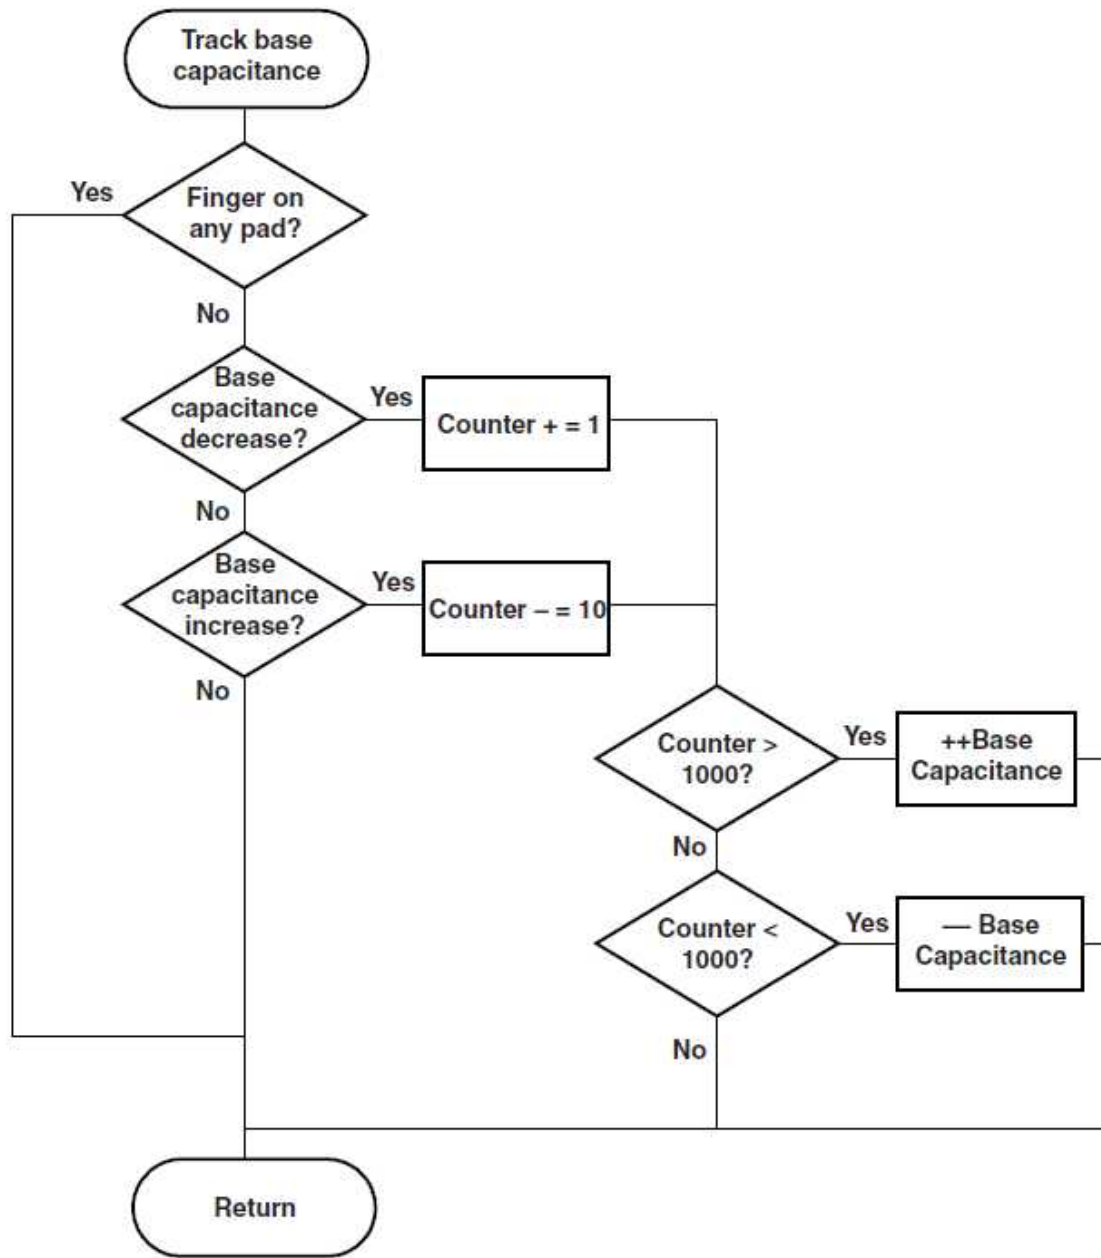 Track base
capacitance
Yes
Finger on
any pad?
No
Base
capacitance
decrease?
Yes
Counter + = 1
No
Base
capacitance
increase?
Yes
Counter – = 10
No
Counter >
1000?
Yes
++Base
Capacitance
No
Counter <
1000?
Yes
— Base
Capacitance
No
Return